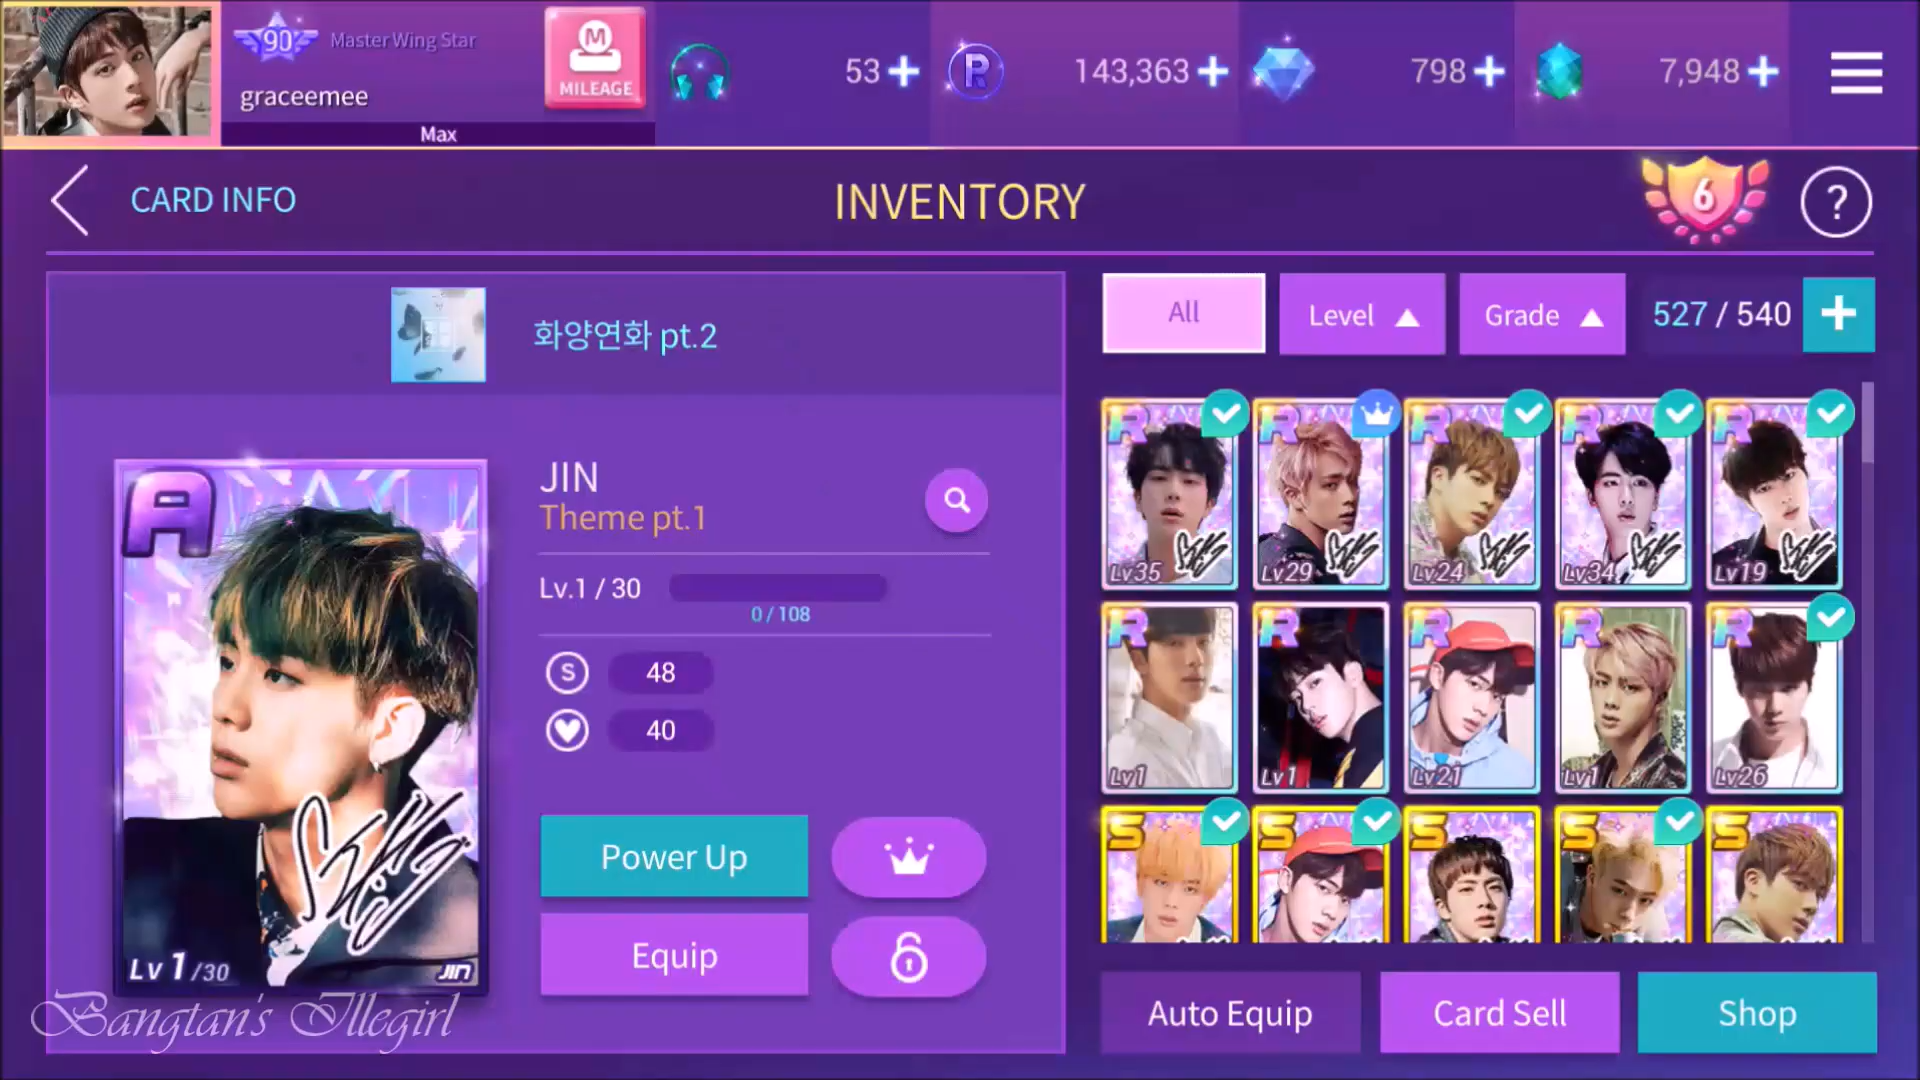 90 Master Wing Star
graceemee
Max
M
MILEAGE
53
R
143,363
798
7,948
CARD INFO
INVENTORY
6
?
화양연화 pt.2
A
Lv 1/30
JIN
JIN
Theme pt.1
Lv.1 / 30
0 / 108
S 48
40
Power Up
Equip
All
Level
Grade
527 / 540
R Lv35
R Lv29
R Lv24
R Lv34
R Lv19
R Lv1
R Lv1
R Lv21
R Lv1
R Lv26
S
S
S
S
S
Auto Equip
Card Sell
Shop
Bangtan's Illegirl